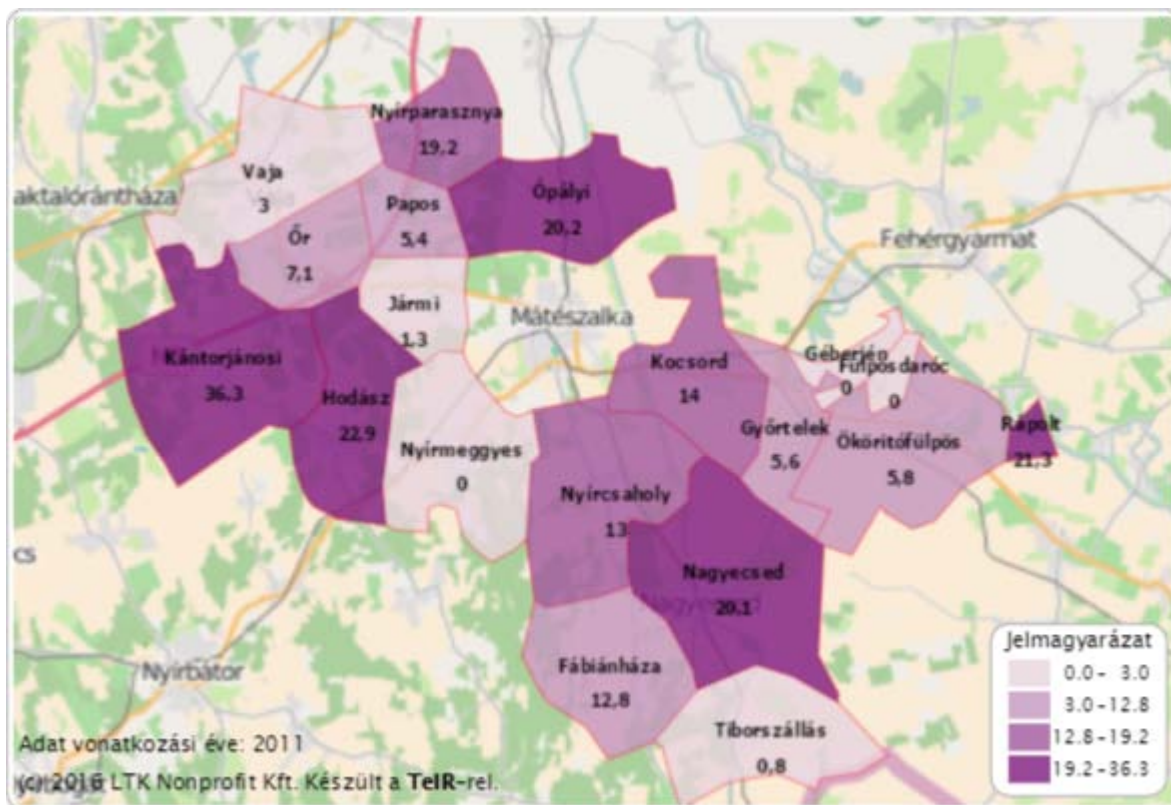 Nyírparasznya
19,2
Vaja
3
aktalórántháza
Papos
5,4
Ópályi
20,2
Őr
7,1
Fehérgyarmat
Jármi
1,3
Mátészalka
Kántorjánosi
36,3
Hodász
22,9
Kocsord
14
Géberjén
0
Fülpösdaróc
0
Nyírmeggyes
0
Győrtelek
5,6
Ököritófülpös
5,8
Rápolt
21,3
Nyírcsaholy
13
cs
Nagyecsed
20,1
Nyírbátor
Fábiánháza
12,8
Tiborszállás
0,8
Jelmagyarázat
0.0- 3.0
3.0-12.8
12.8-19.2
19.2-36.3
Adat vonatkozási éve: 2011
(c) 2016 LTK Nonprofit Kft. Készült a TeIR-rel.